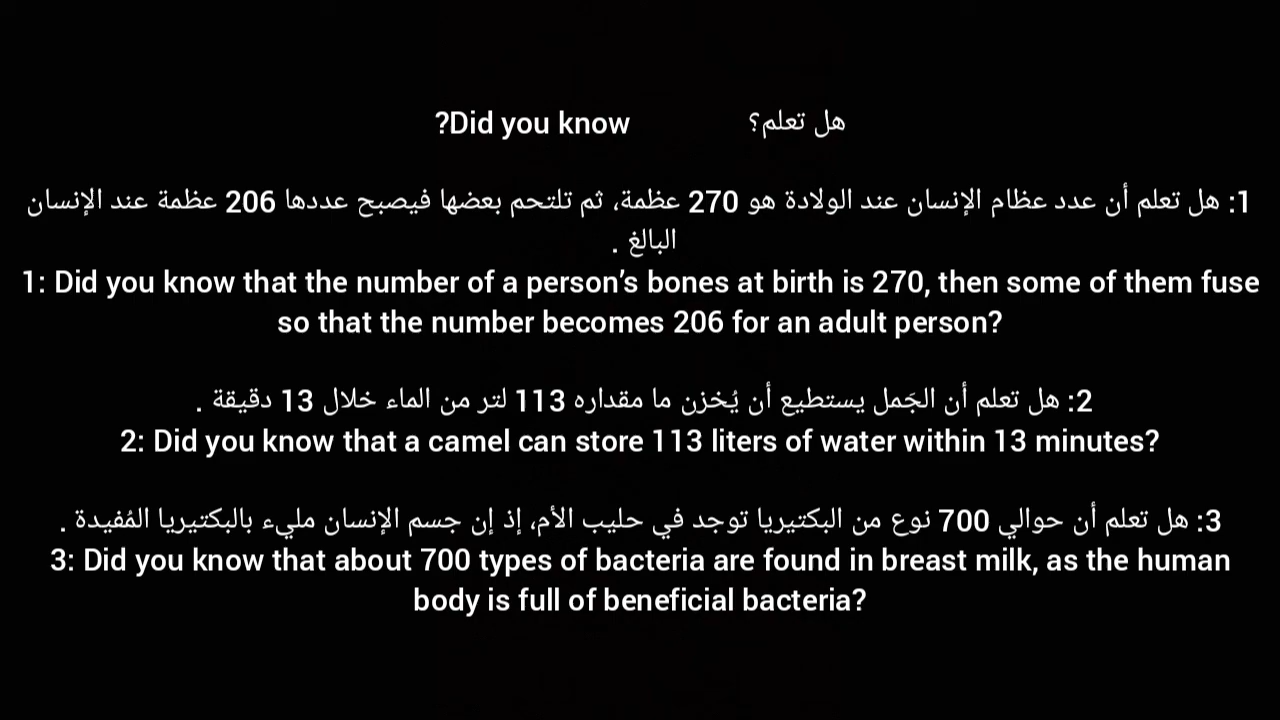 ?Did you know هل تعلم؟
1: هل تعلم أن عدد عظام الإنسان عند الولادة هو 270 عظمة، ثم تلتحم بعضها فيصبح عددها 206 عظمة عند الإنسان
البالغ .
1: Did you know that the number of a person's bones at birth is 270, then some of them fuse
so that the number becomes 206 for an adult person?
2: هل تعلم أن الجَمل يستطيع أن يُخزن ما مقداره 113 لتر من الماء خلال 13 دقيقة .
2: Did you know that a camel can store 113 liters of water within 13 minutes?
3: هل تعلم أن حوالي 700 نوع من البكتيريا توجد في حليب الأم، إذ إن جسم الإنسان مليء بالبكتيريا المُفيدة .
3: Did you know that about 700 types of bacteria are found in breast milk, as the human
body is full of beneficial bacteria?